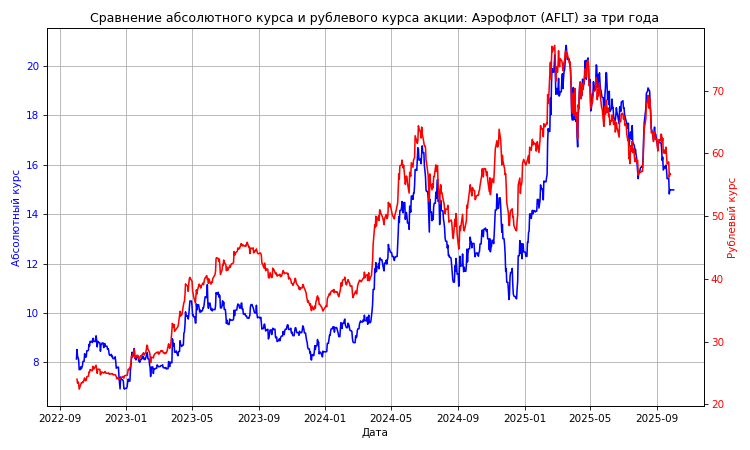 Сравнение абсолютного курса и рублевого курса акции: Аэрофлот (AFLT) за три года
Абсолютный курс
20
18
16
14
12
10
8
70
60
50
40
30
20
Рублевый курс
2022-09 2023-01 2023-05 2023-09 2024-01 2024-05 2024-09 2025-01 2025-05 2025-09
Дата